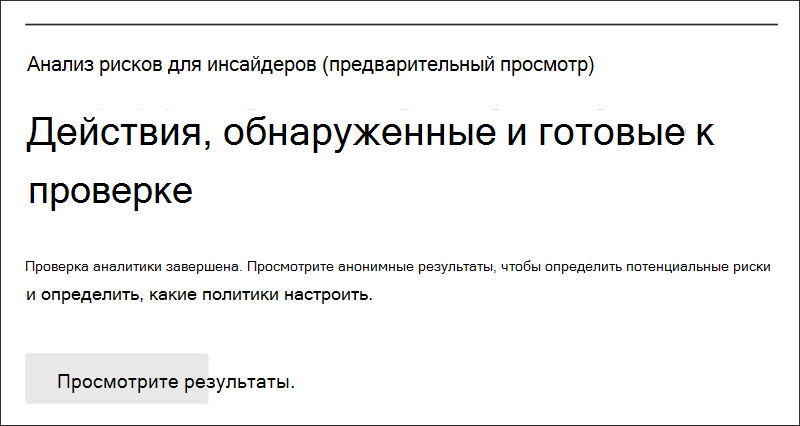 Анализ рисков для инсайдеров (предварительный просмотр)
Действия, обнаруженные и готовые к
проверке
Проверка аналитики завершена. Просмотрите анонимные результаты, чтобы определить потенциальные риски
и определить, какие политики настроить.
Просмотрите результаты.